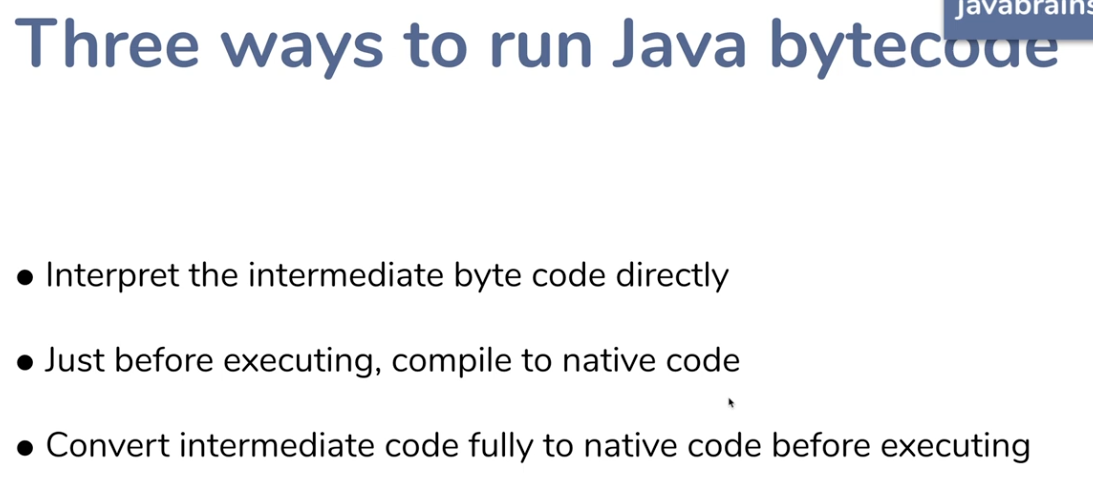 javabrains
Three ways to run Java bytecode
● Interpret the intermediate byte code directly
● Just before executing, compile to native code
● Convert intermediate code fully to native code before executing